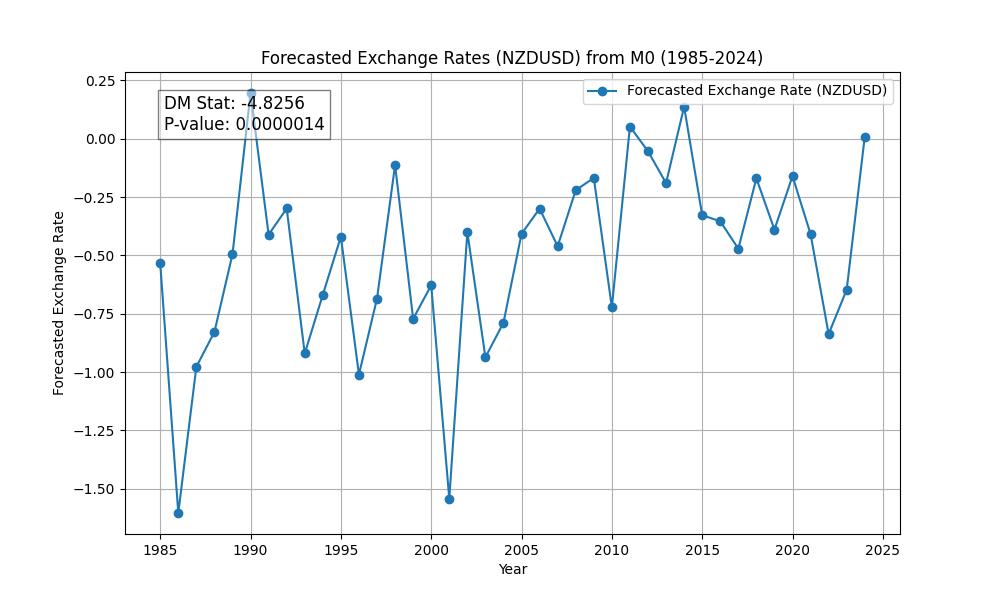 Forecasted Exchange Rates (NZDUSD) from M0 (1985-2024)
DM Stat: -4.8256
P-value: 0.0000014
Forecasted Exchange Rate (NZDUSD)
Forecasted Exchange Rate
0.25
0.00
−0.25
−0.50
−0.75
−1.00
−1.25
−1.50
1985 1990 1995 2000 2005 2010 2015 2020 2025
Year